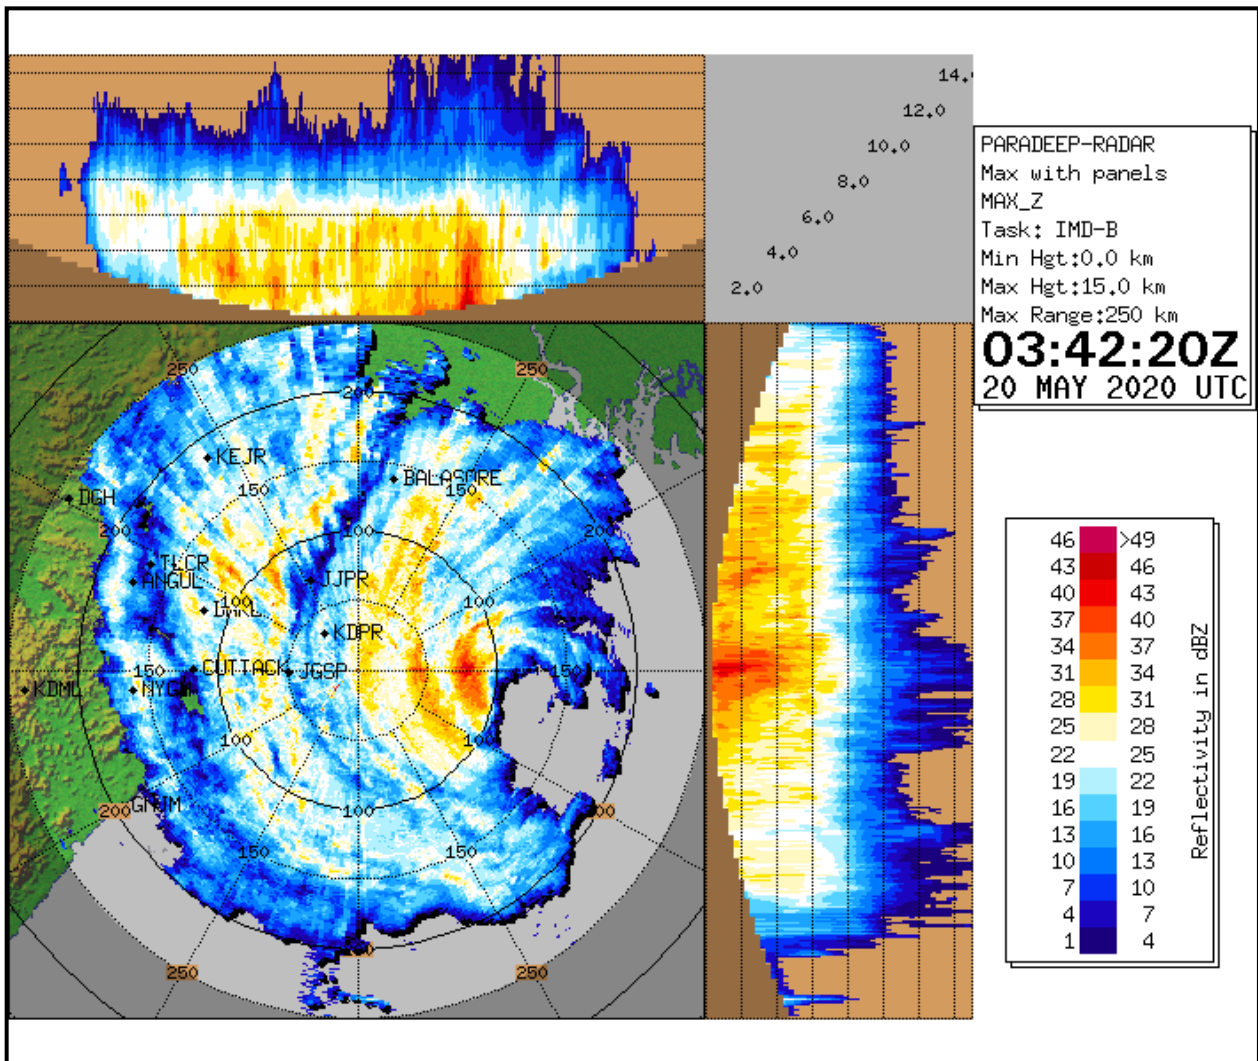 14.
12.0
10.0
8.0
6.0
4.0
2.0
PARADEEP-RADAR
Max with panels
MAX_Z
Task: IMD-B
Min Hgt:0.0 km
Max Hgt:15.0 km
Max Range:250 km
03:42:20Z
20 MAY 2020 UTC
250 250
200
KEJR
BALASORE
150 150
DGH
200 200
100
TLCR
ANGUL
JJPR
100 100
KDPR
CUTTACK
150 JGSP 150
KDML
100 100
200 GNJM
100
150 150
250 250
46 >49
43 46
40 43
37 40
34 37
31 34
28 31
25 28
22 25
19 22
16 19
13 16
10 13
7 10
4 7
1 4
Reflectivity in dBZ